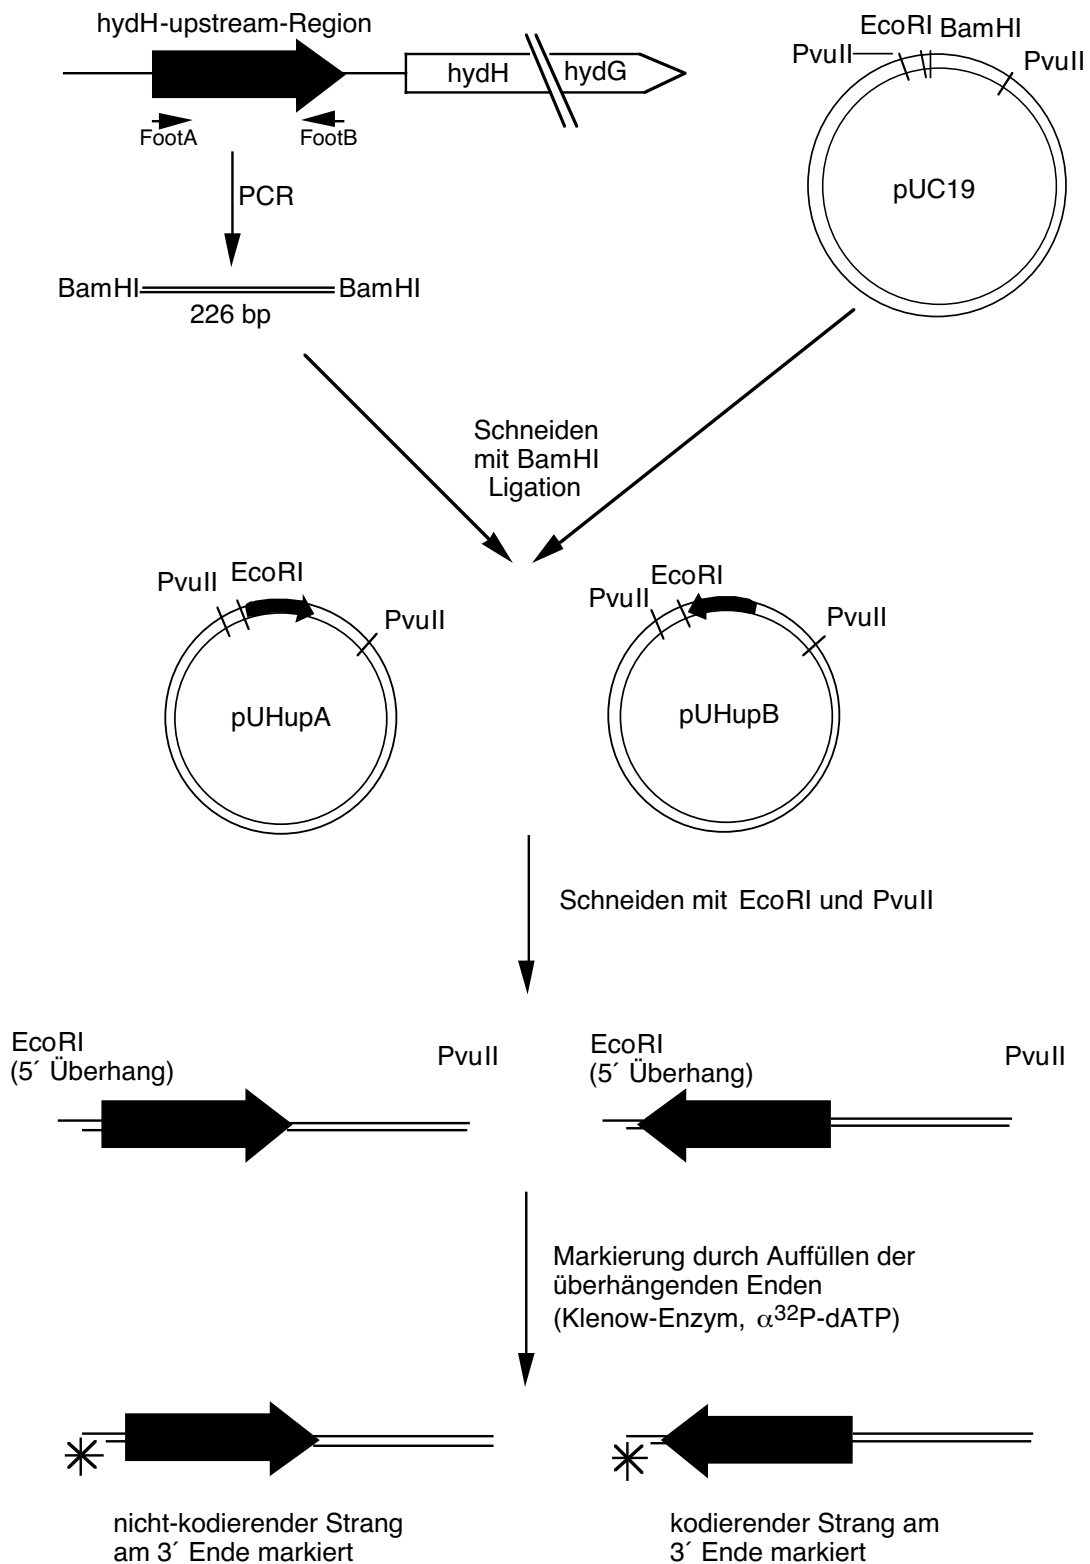 hydH-upstream-Region
EcoRI BamHI
PvuII
PvuII
hydH
hydG
FootA
FootB
pUC19
PCR
BamHI
BamHI
226 bp
Schneiden
mit BamHI
Ligation
PvuII
EcoRI
PvuII
EcoRI
PvuII
PvuII
pUHupA
pUHupB
Schneiden mit EcoRI und PvuII
EcoRI
(5´ Überhang)
PvuII
EcoRI
(5´ Überhang)
PvuII
Markierung durch Auffüllen der
überhängenden Enden
(Klenow-Enzym, α³²P-dATP)
nicht-kodierender Strang
am 3´ Ende markiert
kodierender Strang am
3´ Ende markiert